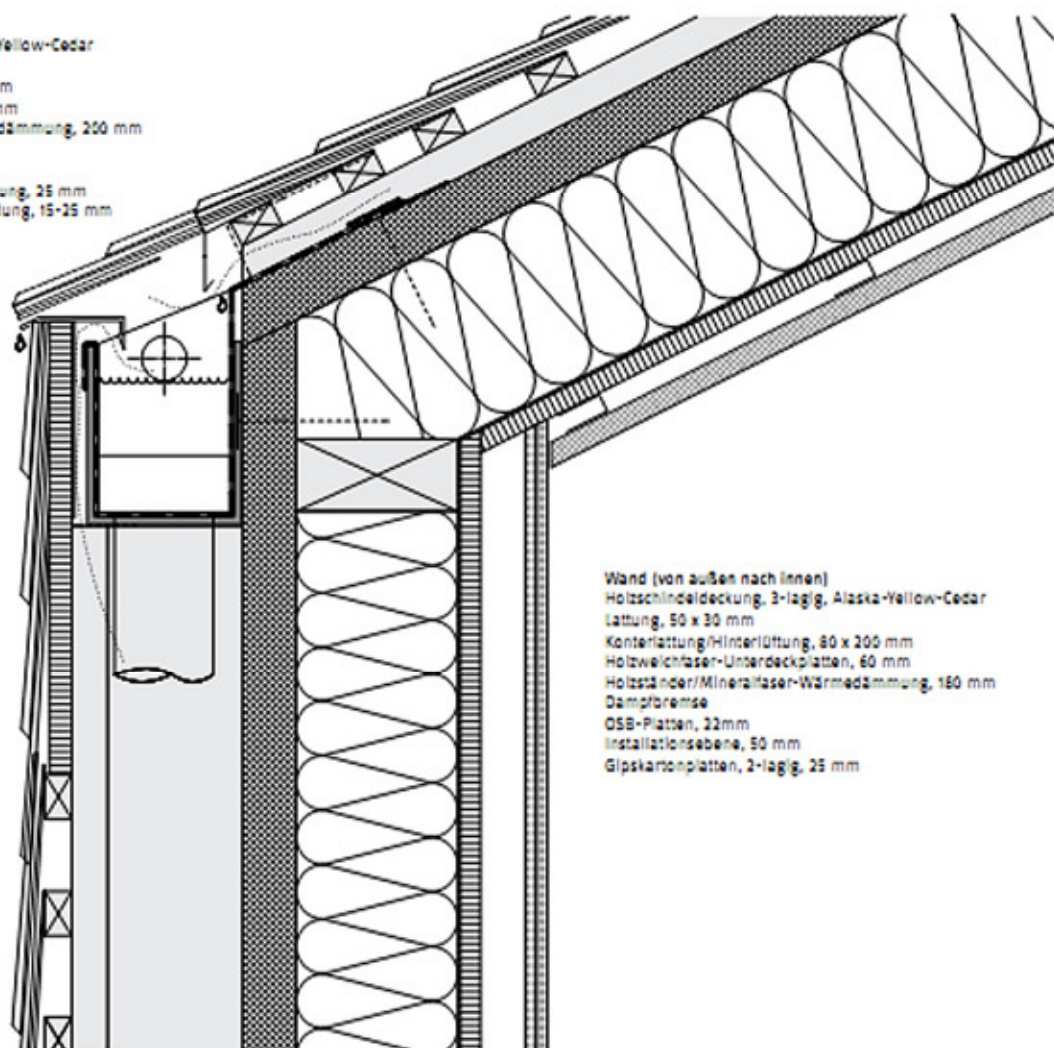 Yellow-Cedar
m
mm
dämmung, 200 mm
ung, 25 mm
lung, 15-25 mm
Wand (von außen nach innen)
Holzschindeldeckung, 3-lagig, Alaska-Yellow-Cedar
Lattung, 50 x 30 mm
Konterlattung/Hinterlüftung, 80 x 200 mm
Holzweichfaser-Unterdeckplatten, 60 mm
Holzständer/Mineralfaser-Wärmedämmung, 180 mm
Dampfbremse
OSB-Platten, 22mm
Installationsebene, 50 mm
Gipskartonplatten, 2-lagig, 25 mm